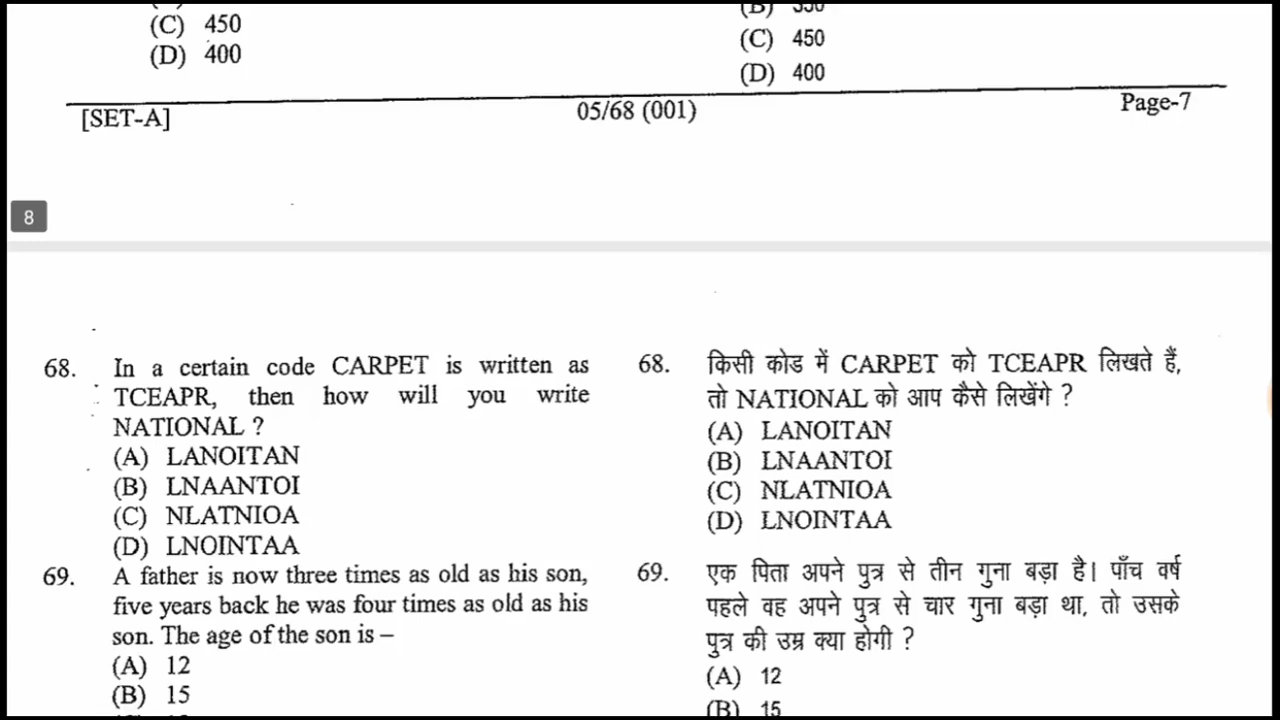 (C) 450
(D) 400
(B) 350
(C) 450
(D) 400
[SET-A] 05/68 (001) Page-7
8
68. In a certain code CARPET is written as
TCEAPR, then how will you write
NATIONAL ?
(A) LANOITAN
(B) LNAANTOI
(C) NLATNIOA
(D) LNOINTAA
69. A father is now three times as old as his son,
five years back he was four times as old as his
son. The age of the son is –
(A) 12
(B) 15
68. किसी कोड में CARPET को TCEAPR लिखते हैं,
तो NATIONAL को आप कैसे लिखेंगे ?
(A) LANOITAN
(B) LNAANTOI
(C) NLATNIOA
(D) LNOINTAA
69. एक पिता अपने पुत्र से तीन गुना बड़ा है। पाँच वर्ष
पहले वह अपने पुत्र से चार गुना बड़ा था, तो उसके
पुत्र की उम्र क्या होगी ?
(A) 12
(B) 15